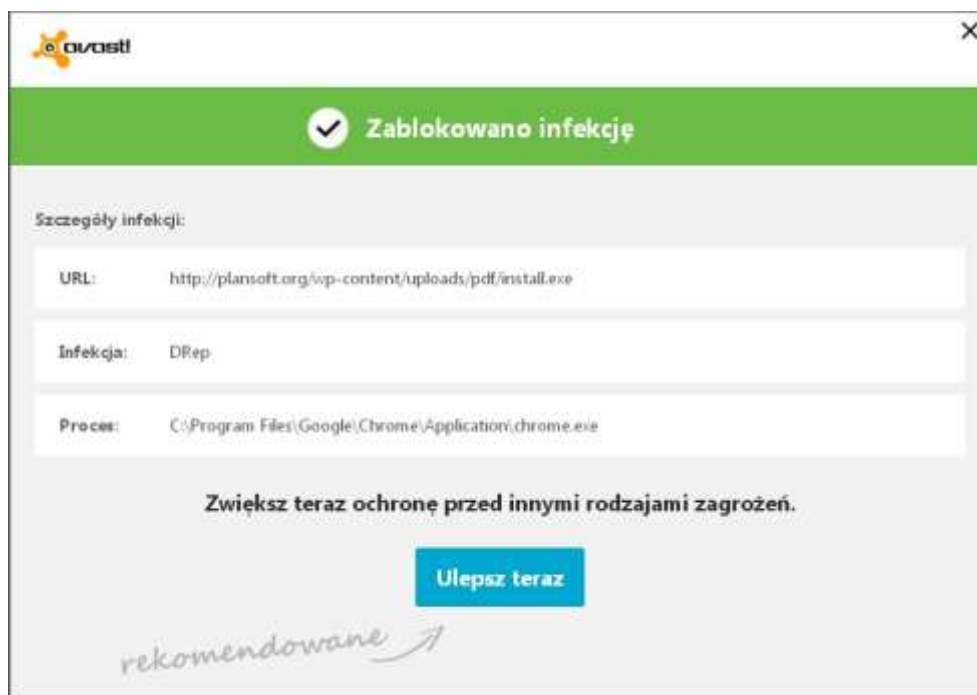 avast!
Zablokowano infekcję
Szczegóły infekcji:
URL: http://plansoft.org/wp-content/uploads/pdf/install.exe
Infekcja: DRep
Proces: C:\Program Files\Google\Chrome\Application\chrome.exe
Zwiększ teraz ochronę przed innymi rodzajami zagrożeń.
Ulepsz teraz
rekomendowane